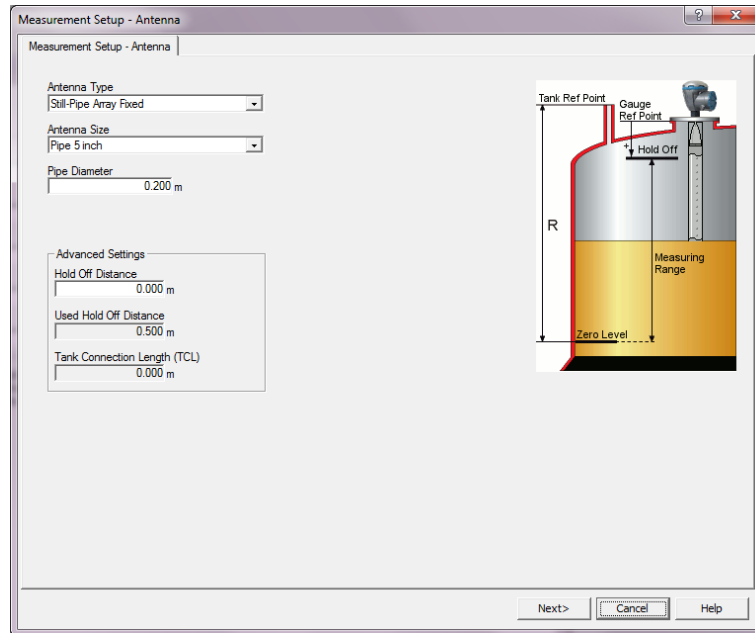 Measurement Setup - Antenna
Measurement Setup - Antenna
Antenna Type
Still-Pipe Array Fixed
Antenna Size
Pipe 5 inch
Pipe Diameter
0.200 m
Advanced Settings
Hold Off Distance
0.000 m
Used Hold Off Distance
0.500 m
Tank Connection Length (TCL)
0.000 m
Tank Ref Point
Gauge
Ref Point
+
Hold Off
R
Measuring
Range
Zero Level
Next>
Cancel
Help